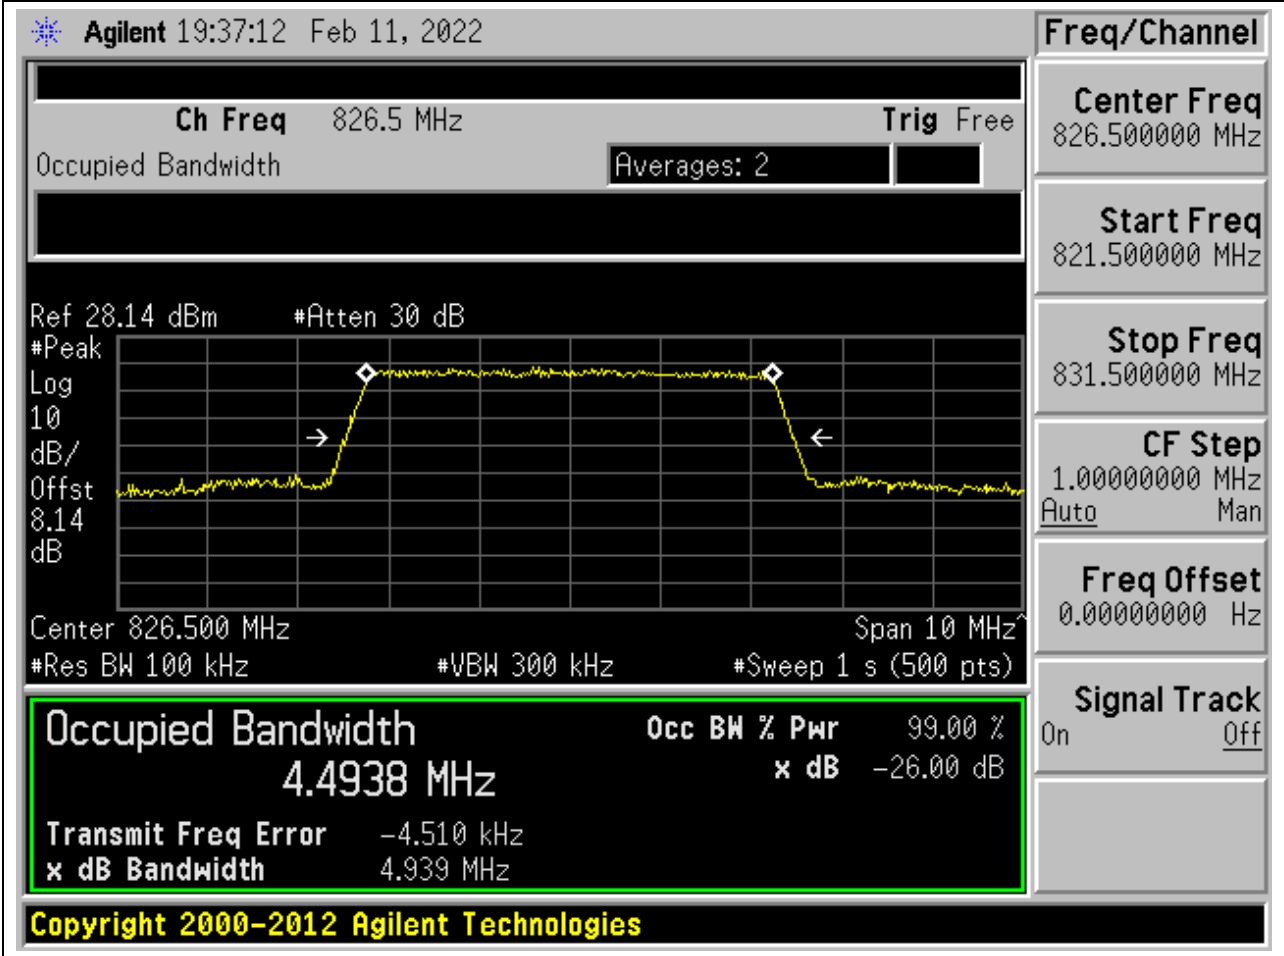 Agilent 19:37:12 Feb 11, 2022
Freq/Channel
Ch Freq 826.5 MHz Trig Free
Occupied Bandwidth Averages: 2
Center Freq
826.500000 MHz
Start Freq
821.500000 MHz
Stop Freq
831.500000 MHz
CF Step
1.00000000 MHz
Auto Man
Freq Offset
0.00000000 Hz
Signal Track
On Off
Ref 28.14 dBm #Atten 30 dB
#Peak
Log
10
dB/
Offst
8.14
dB
Center 826.500 MHz Span 10 MHz^
#Res BW 100 kHz #VBW 300 kHz #Sweep 1 s (500 pts)
Occupied Bandwidth Occ BW % Pwr 99.00 %
4.4938 MHz x dB -26.00 dB
Transmit Freq Error -4.510 kHz
x dB Bandwidth 4.939 MHz
Copyright 2000-2012 Agilent Technologies